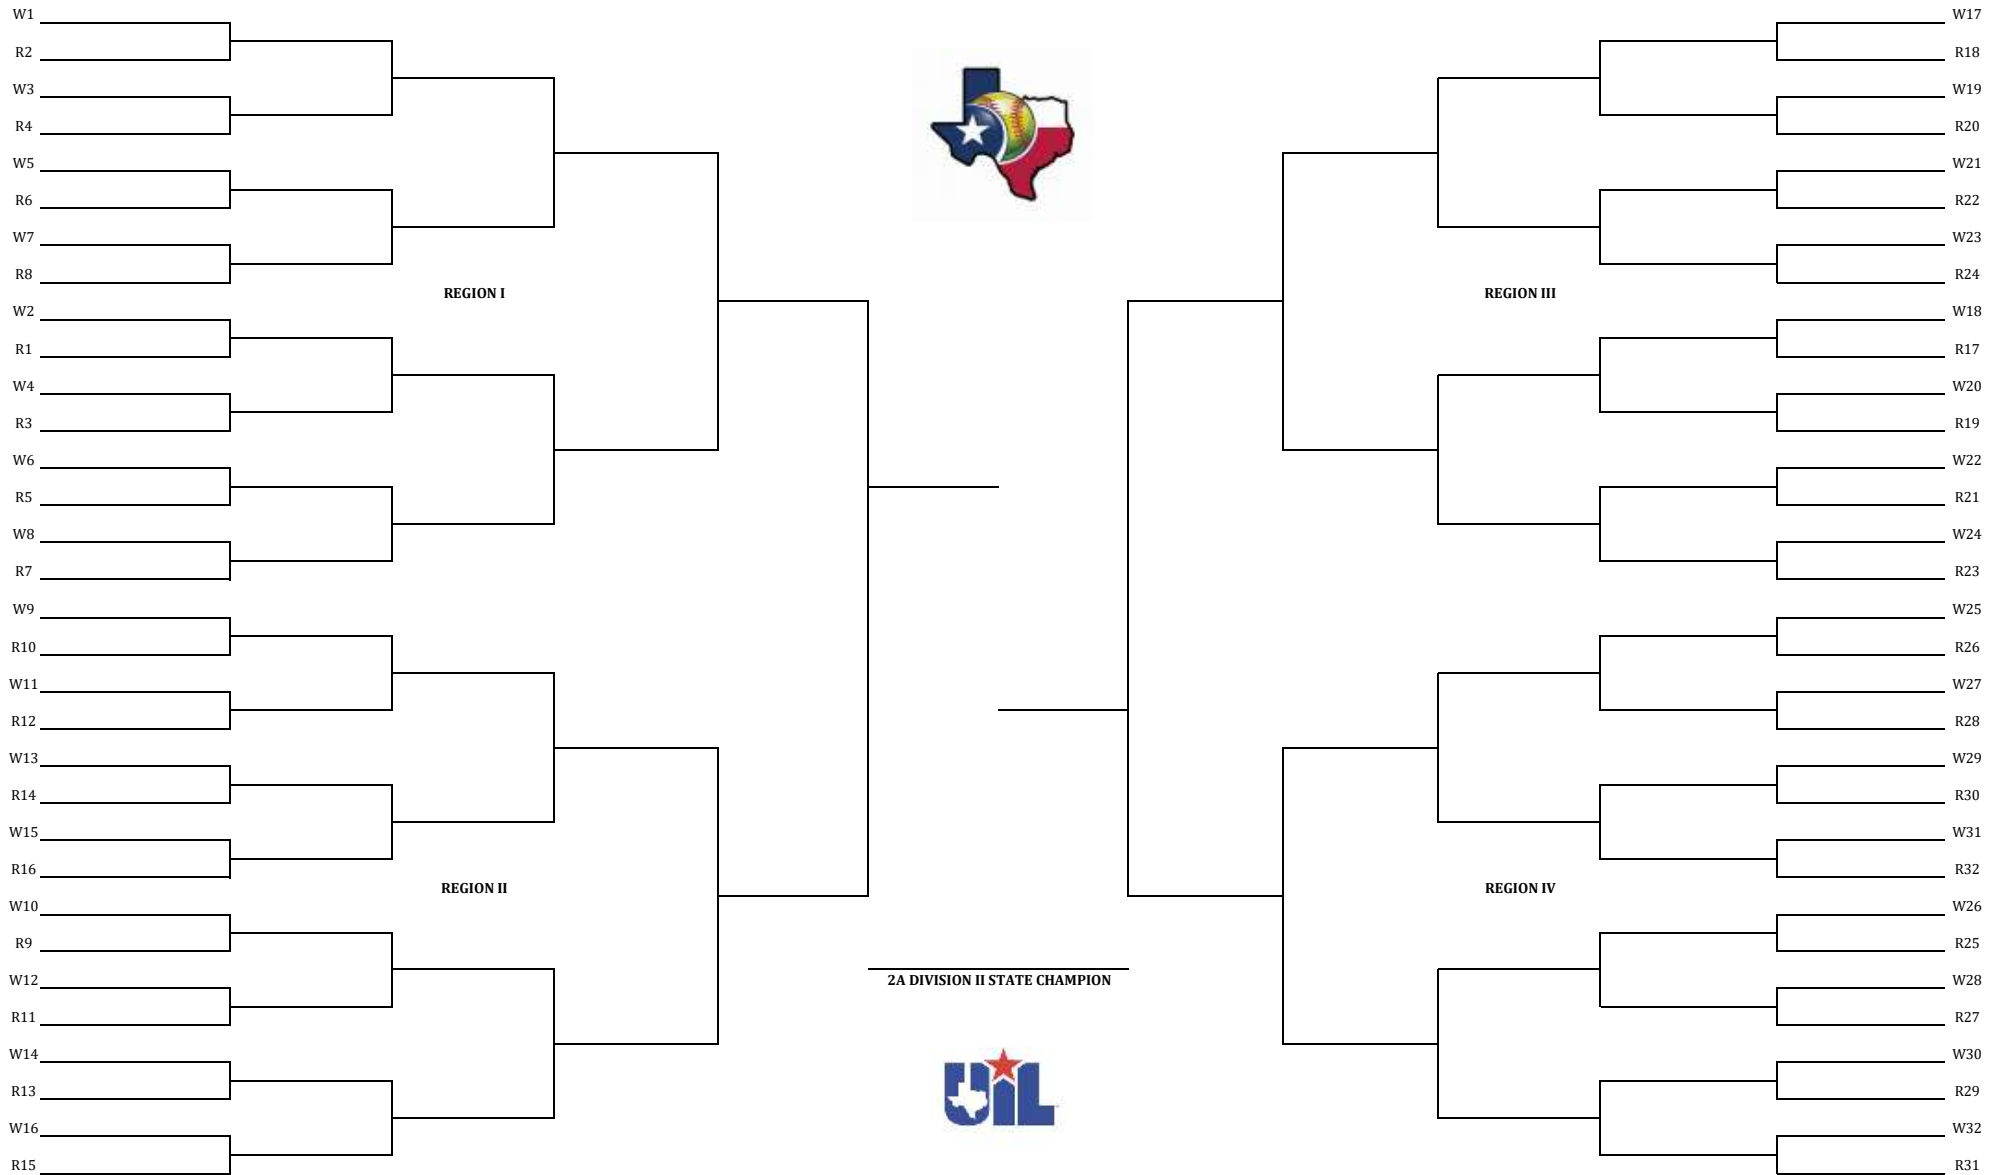 W1
R2
W3
R4
W5
R6
W7
R8
REGION I
W2
R1
W4
R3
W6
R5
W8
R7
W9
R10
W11
R12
W13
R14
W15
R16
REGION II
W10
R9
W12
R11
W14
R13
W16
R15
2A DIVISION II STATE CHAMPION
UIL
W17
R18
W19
R20
W21
R22
W23
R24
REGION III
W18
R17
W20
R19
W22
R21
W24
R23
W25
R26
W27
R28
W29
R30
W31
R32
REGION IV
W26
R25
W28
R27
W30
R29
W32
R31